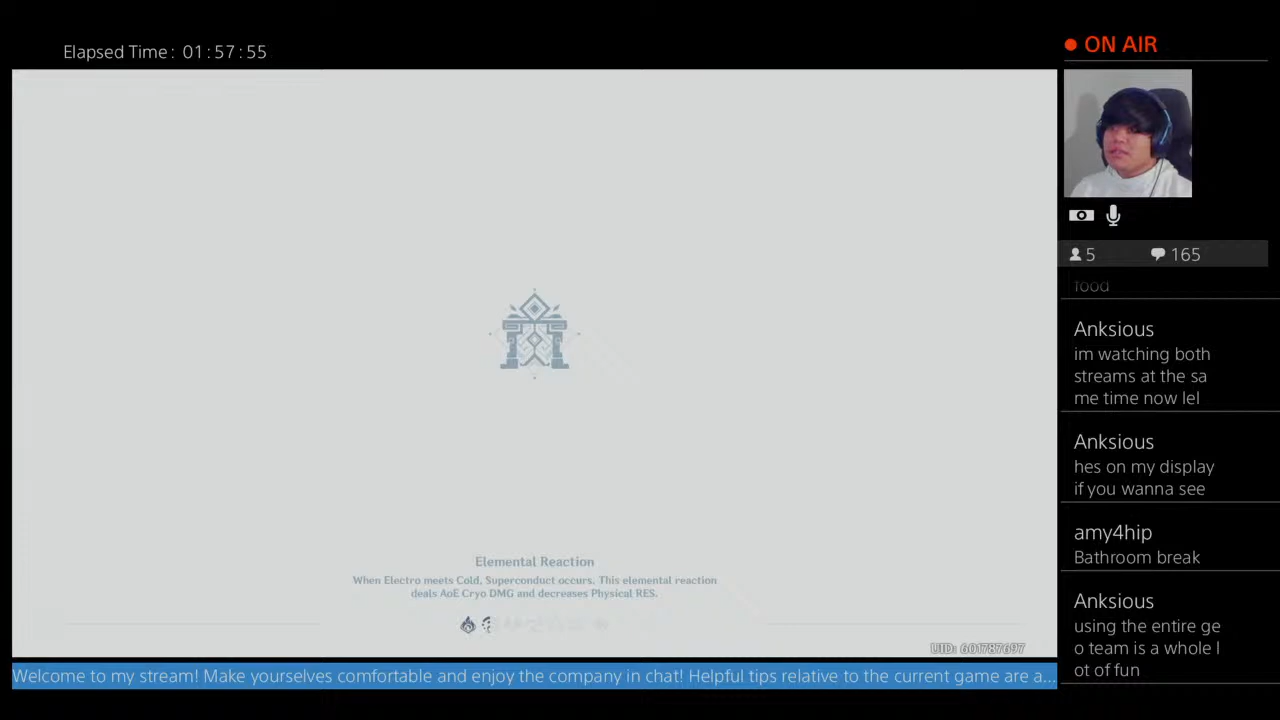 Elapsed Time: 01:57:55
ON AIR
5
165
food
Anksious
im watching both
streams at the sa
me time now lel
Anksious
hes on my display
if you wanna see
amy4hip
Bathroom break
Anksious
using the entire ge
o team is a whole l
ot of fun
Elemental Reaction
When Electro meets Cold, Superconduct occurs. This elemental reaction
deals AoE Cryo DMG and decreases Physical RES.
UID: 601787697
Welcome to my stream! Make yourselves comfortable and enjoy the company in chat! Helpful tips relative to the current game are a...